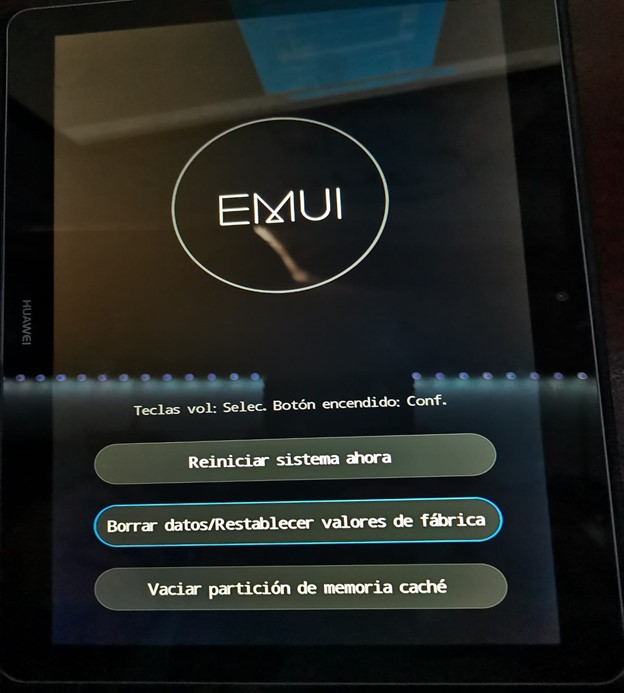 EMUI
HUAWEI
Teclas vol: Selec. Botón encendido: Conf.
Reiniciar sistema ahora
Borrar datos/Restablecer valores de fábrica
Vaciar partición de memoria caché